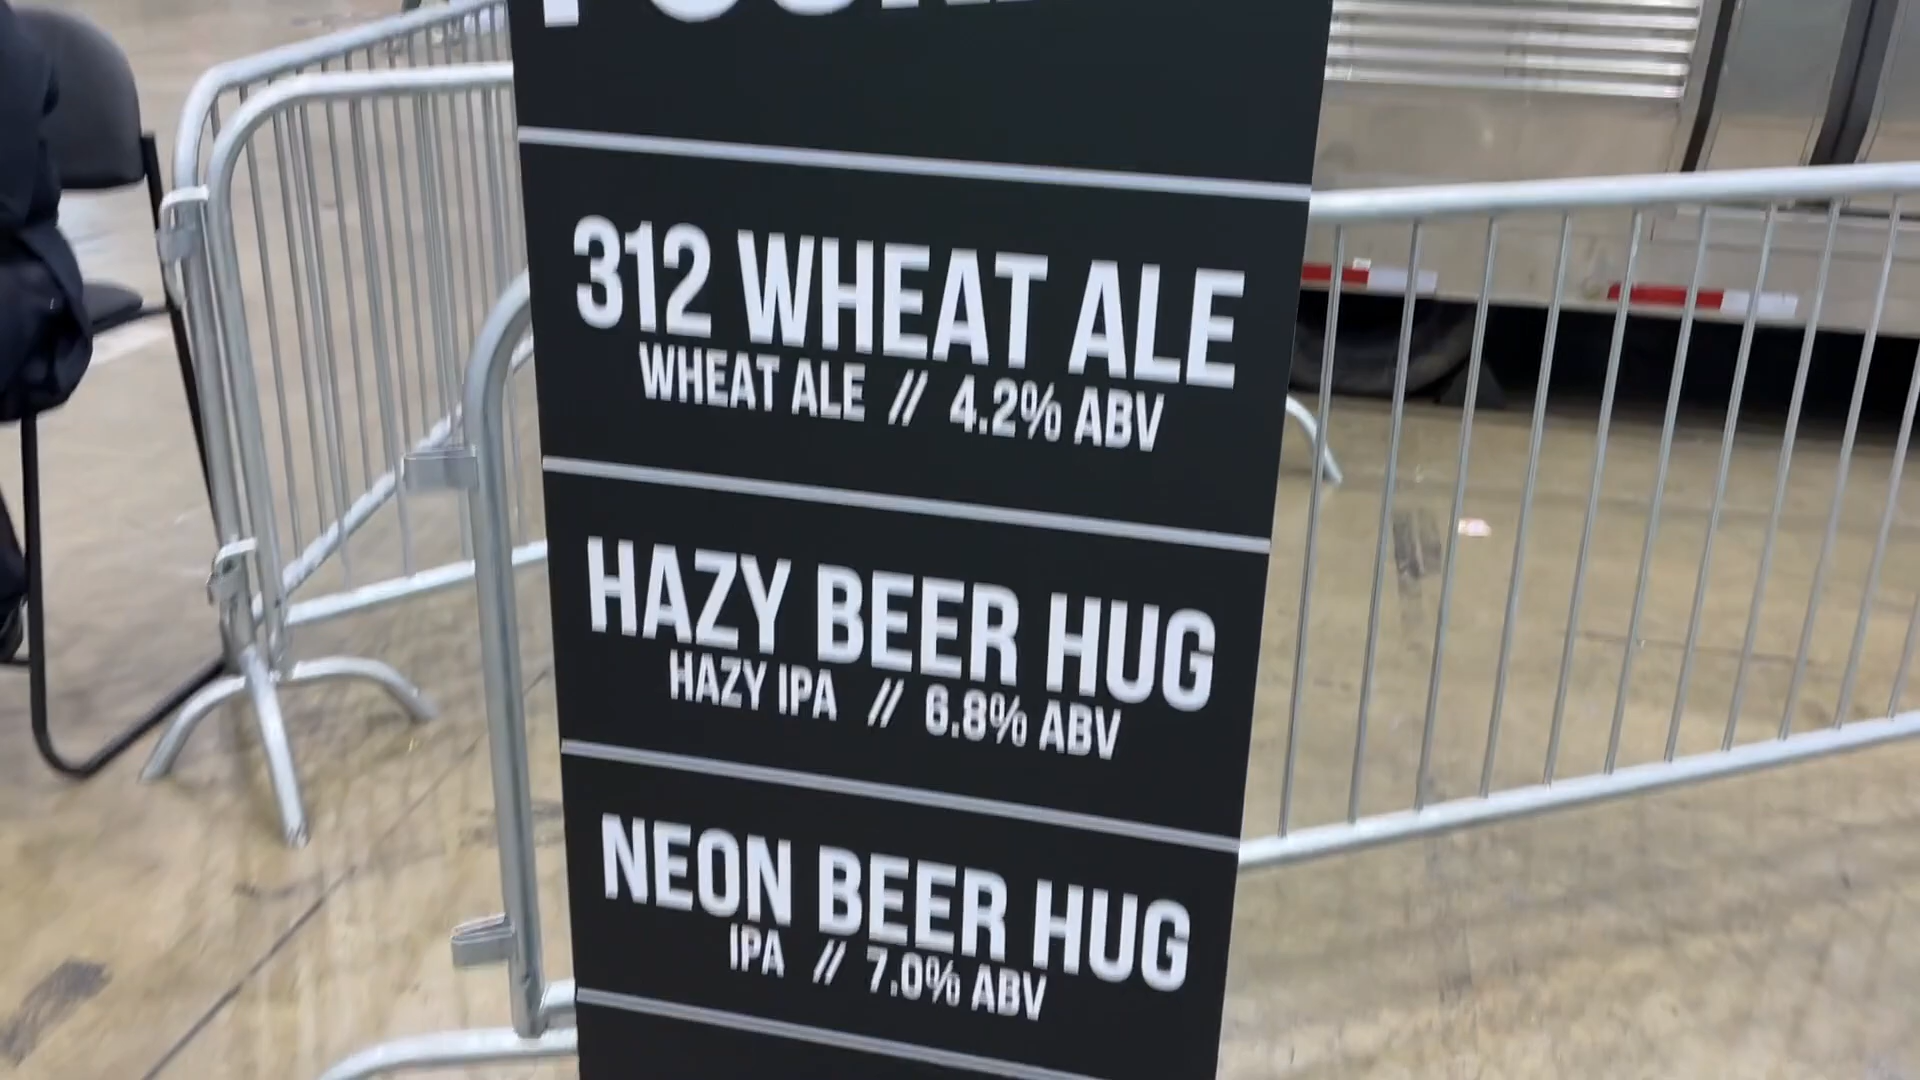 312 WHEAT ALE
WHEAT ALE // 4.2% ABV
HAZY BEER HUG
HAZY IPA // 6.8% ABV
NEON BEER HUG
IPA // 7.0% ABV